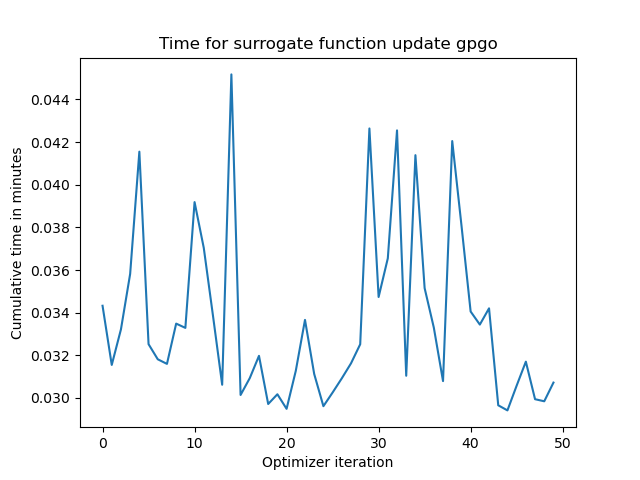 Time for surrogate function update gpgo
Cumulative time in minutes
0.044
0.042
0.040
0.038
0.036
0.034
0.032
0.030
0 10 20 30 40 50
Optimizer iteration